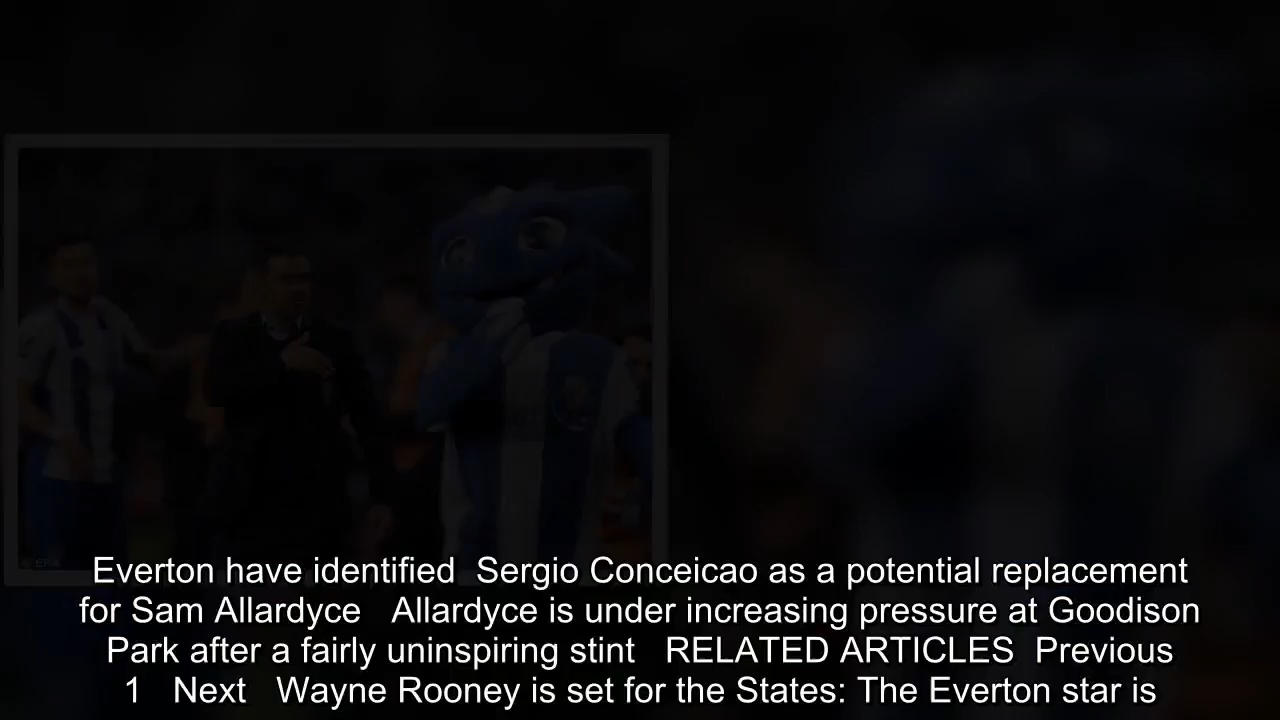 EPA
Everton have identified  Sergio Conceicao as a potential replacement
for Sam Allardyce   Allardyce is under increasing pressure at Goodison
Park after a fairly uninspiring stint   RELATED ARTICLES  Previous
1   Next   Wayne Rooney is set for the States: The Everton star is